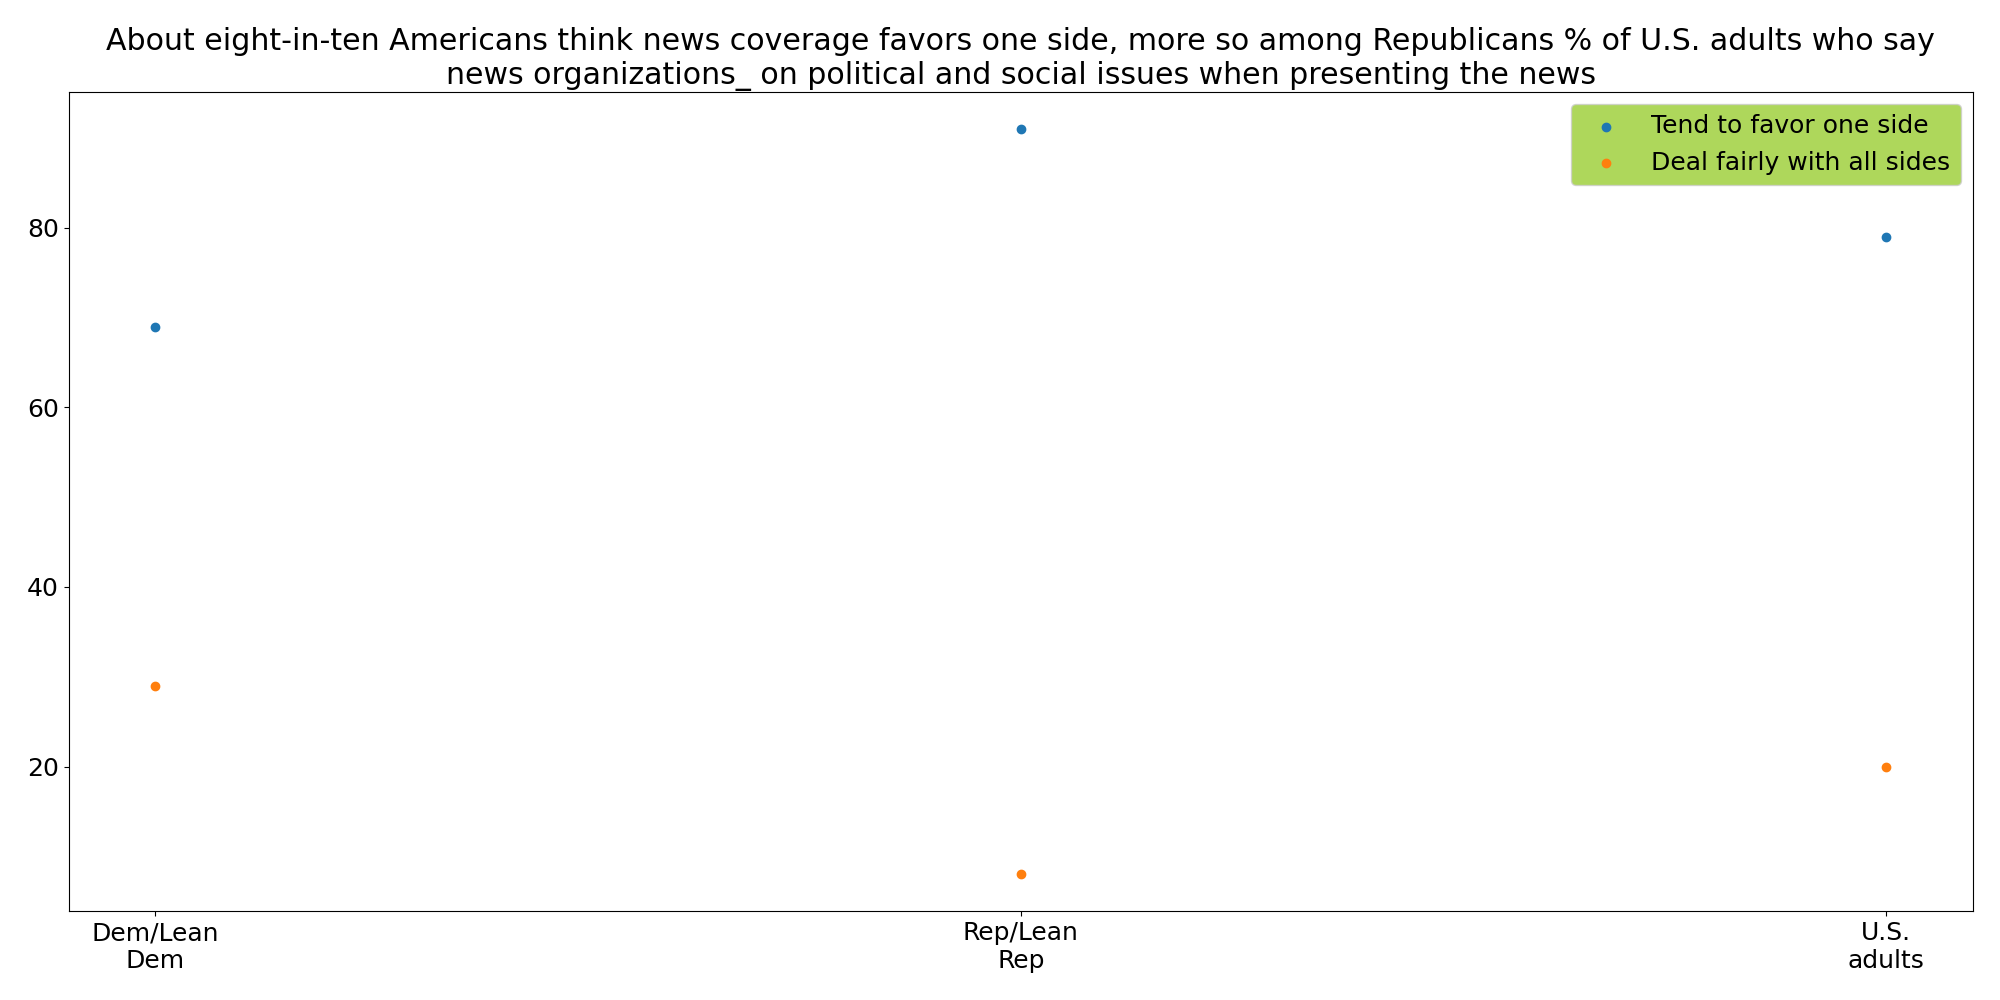 About eight-in-ten Americans think news coverage favors one side, more so among Republicans % of U.S. adults who say
news organizations_ on political and social issues when presenting the news
Tend to favor one side
Deal fairly with all sides
80
60
40
20
Dem/Lean
Dem
Rep/Lean
Rep
U.S.
adults